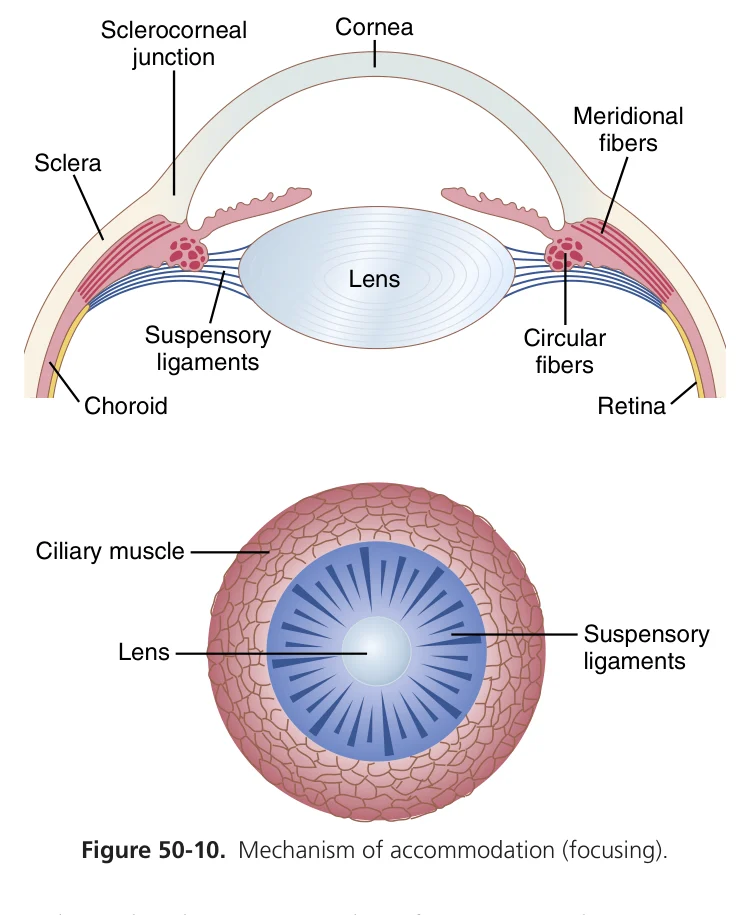 Sclerocorneal
junction
Cornea
Meridional
fibers
Sclera
Lens
Suspensory
ligaments
Circular
fibers
Choroid
Retina
Ciliary muscle
Suspensory
ligaments
Lens
Figure 50-10. Mechanism of accommodation (focusing).